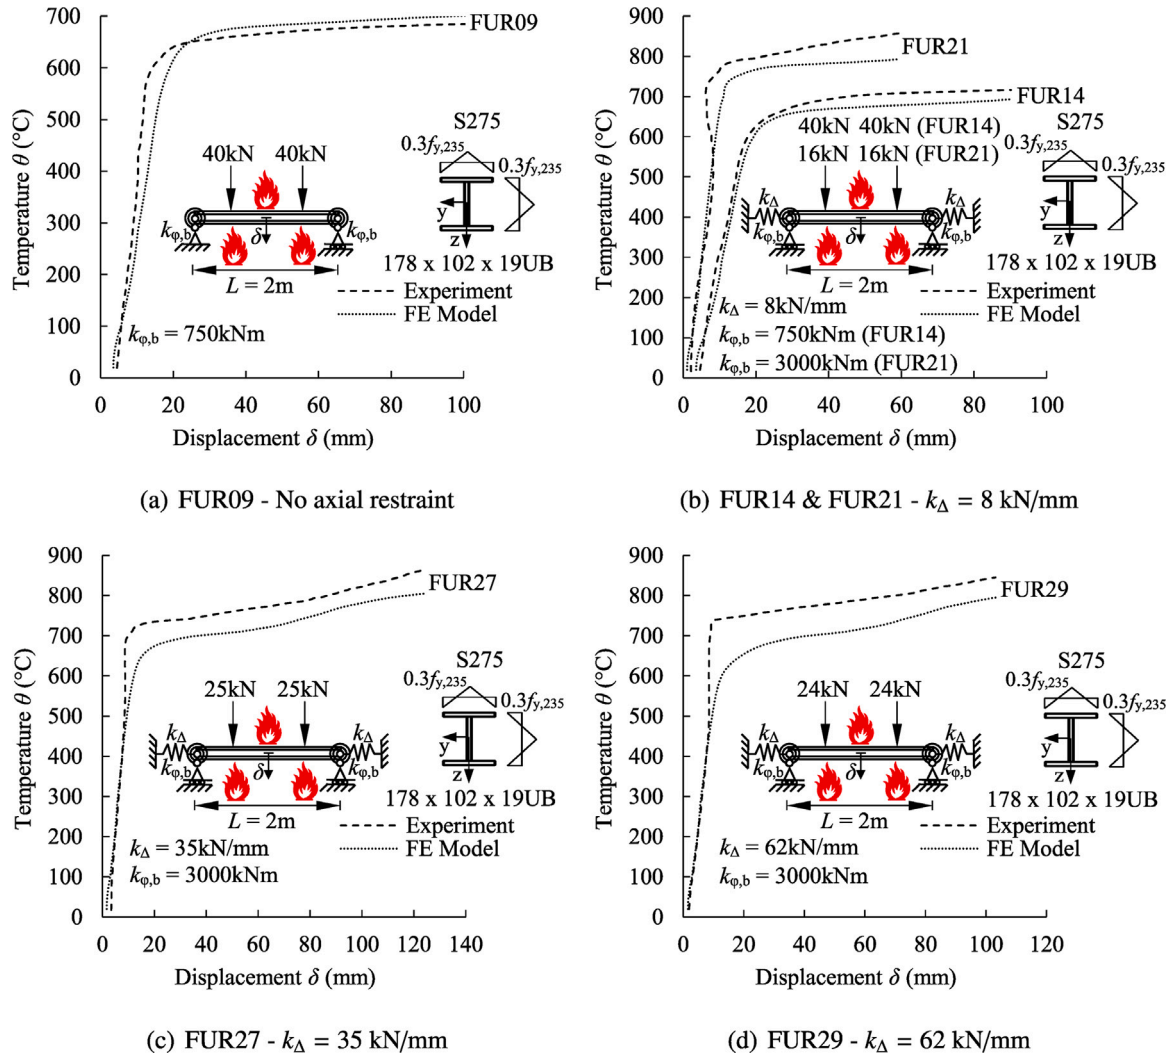 700
600
500
400
300
200
100
0
Temperature θ (°C)
FUR09
S275
0.3fy,235
0.3fy,235
40kN 40kN
kφ,b kφ,b
δ
y
z
L = 2m
178 x 102 x 19UB
Experiment
FE Model
kφ,b = 750kNm
0 20 40 60 80 100
Displacement δ (mm)
(a) FUR09 - No axial restraint
900
800
700
600
500
400
300
200
100
0
Temperature θ (°C)
FUR21
FUR14
S275
40kN 40kN (FUR14)
16kN 16kN (FUR21)
0.3fy,235
0.3fy,235
kΔ kΔ
kφ,b kφ,b
δ
y
z
L = 2m
178 x 102 x 19UB
Experiment
FE Model
kΔ = 8kN/mm
kφ,b = 750kNm (FUR14)
kφ,b = 3000kNm (FUR21)
0 20 40 60 80 100
Displacement δ (mm)
(b) FUR14 & FUR21 - kΔ = 8 kN/mm
900
800
700
600
500
400
300
200
100
0
Temperature θ (°C)
FUR27
S275
0.3fy,235
0.3fy,235
25kN 25kN
kΔ kΔ
kφ,b kφ,b
δ
y
z
L = 2m
178 x 102 x 19UB
Experiment
FE Model
kΔ = 35kN/mm
kφ,b = 3000kNm
0 20 40 60 80 100 120 140
Displacement δ (mm)
(c) FUR27 - kΔ = 35 kN/mm
900
800
700
600
500
400
300
200
100
0
Temperature θ (°C)
FUR29
S275
0.3fy,235
0.3fy,235
24kN 24kN
kΔ kΔ
kφ,b kφ,b
δ
y
z
L = 2m
178 x 102 x 19UB
Experiment
FE Model
kΔ = 62kN/mm
kφ,b = 3000kNm
0 20 40 60 80 100 120
Displacement δ (mm)
(d) FUR29 - kΔ = 62 kN/mm